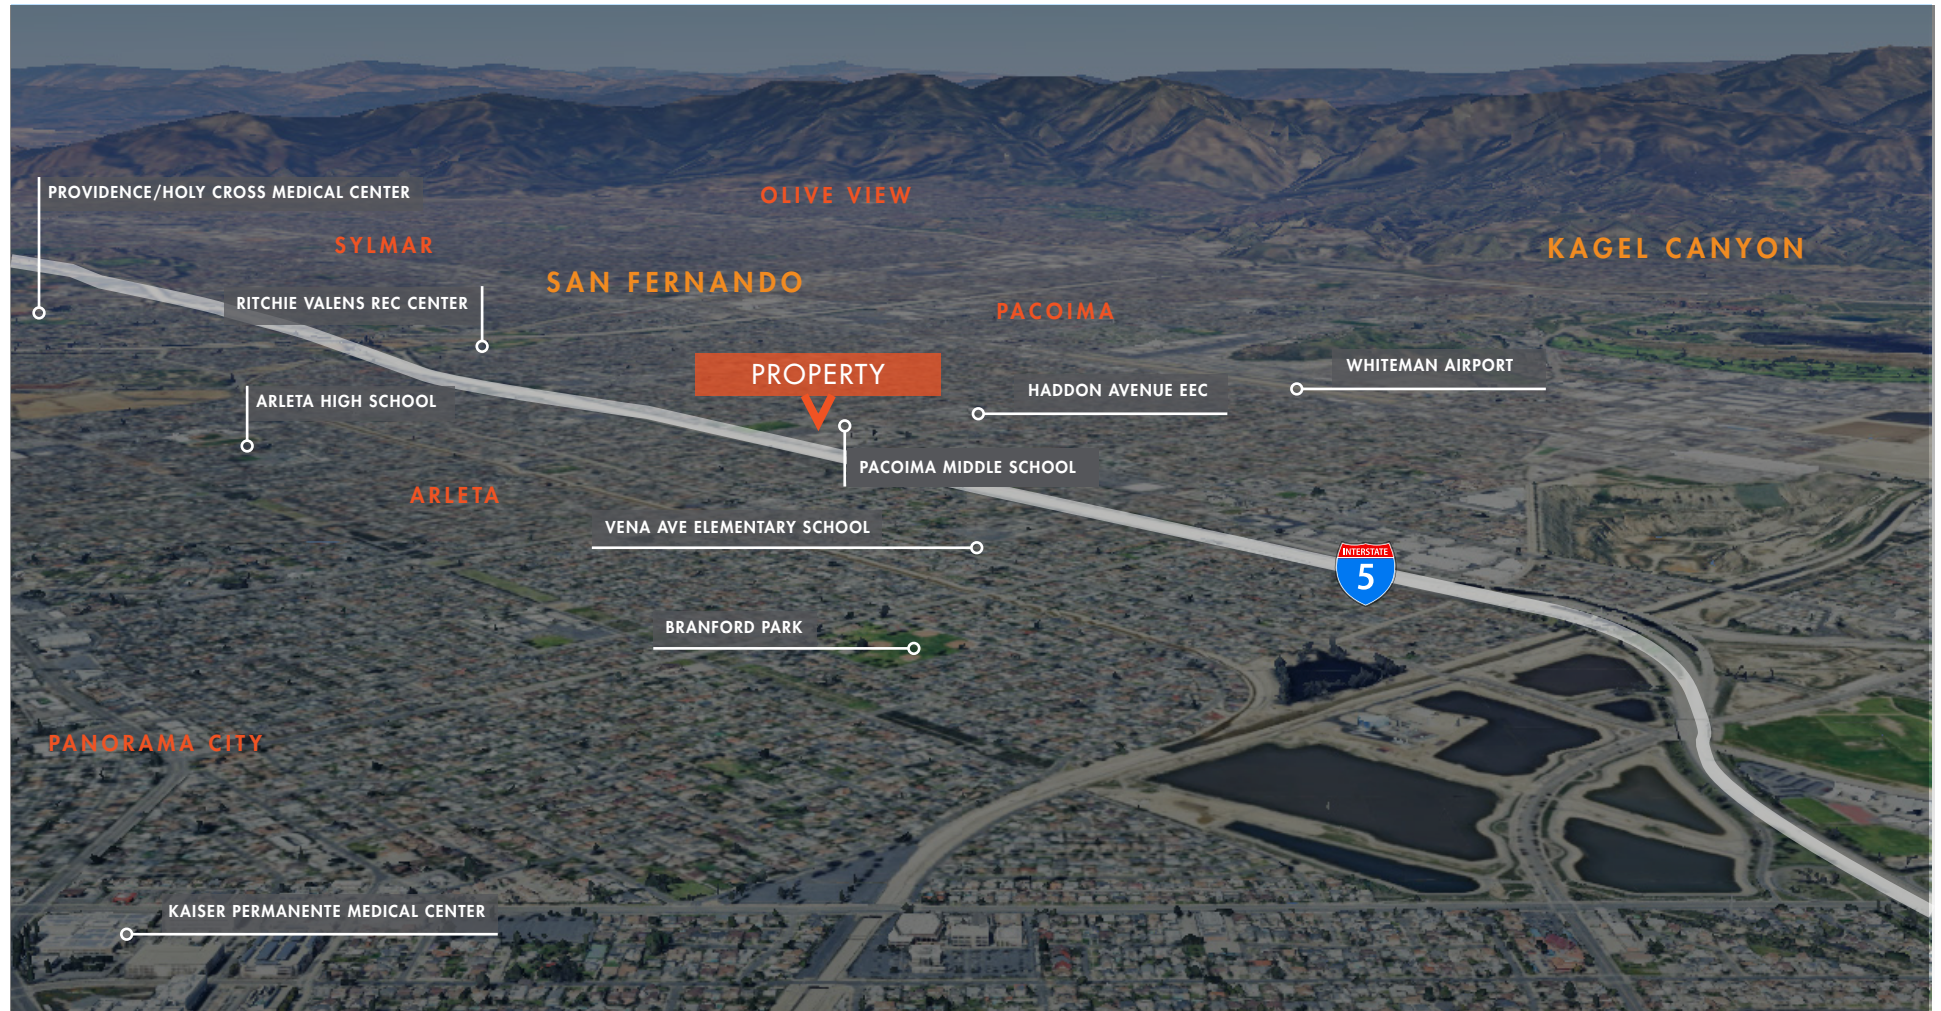 PROVIDENCE/HOLY CROSS MEDICAL CENTER
OLIVE VIEW
SYLMAR
KAGEL CANYON
SAN FERNANDO
RITCHIE VALENS REC CENTER
PACOIMA
WHITEMAN AIRPORT
PROPERTY
HADDON AVENUE EEC
ARLETA HIGH SCHOOL
PACOIMA MIDDLE SCHOOL
ARLETA
VENA AVE ELEMENTARY SCHOOL
INTERSTATE
5
BRANFORD PARK
PANORAMA CITY
KAISER PERMANENTE MEDICAL CENTER